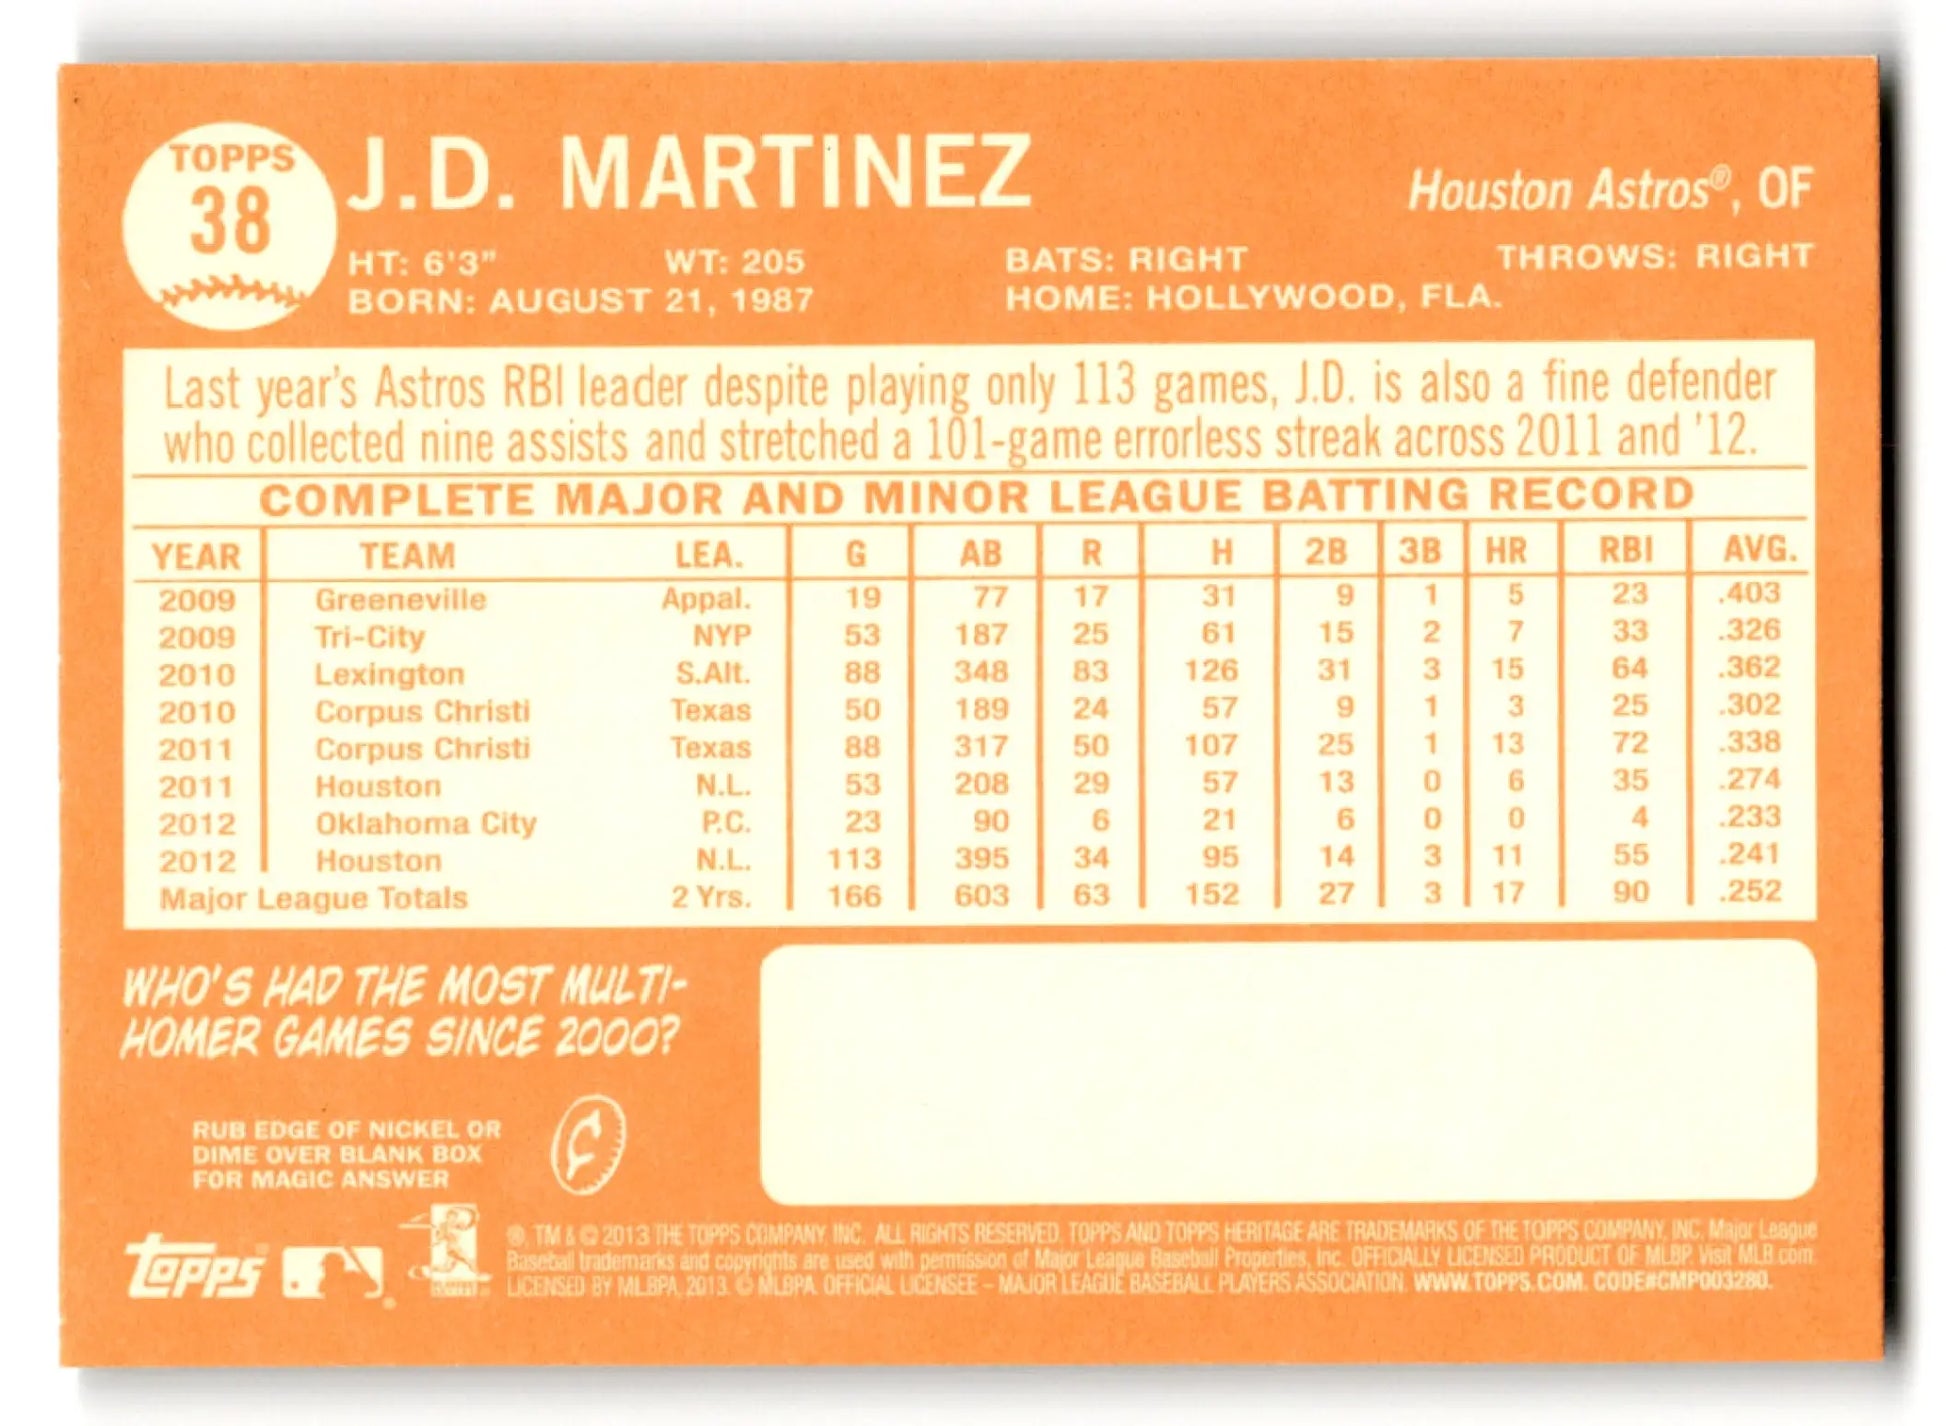 TOPPS
38
J.D. MARTINEZ
Houston Astros®, OF
HT: 6'3" WT: 205 BATS: RIGHT THROWS: RIGHT
BORN: AUGUST 21, 1987 HOME: HOLLYWOOD, FLA.
Last year's Astros RBI leader despite playing only 113 games, J.D. is also a fine defender
who collected nine assists and stretched a 101-game errorless streak across 2011 and '12.
COMPLETE MAJOR AND MINOR LEAGUE BATTING RECORD
YEAR TEAM LEA. G AB R H 2B 3B HR RBI AVG.
2009 Greeneville Appal. 19 77 17 31 9 1 5 23 .403
2009 Tri-City NYP 53 187 25 61 15 2 7 33 .326
2010 Lexington S.Alt. 88 348 83 126 31 3 15 64 .362
2010 Corpus Christi Texas 50 189 24 57 9 1 3 25 .302
2011 Corpus Christi Texas 88 317 50 107 25 1 13 72 .338
2011 Houston N.L. 53 208 29 57 13 0 6 35 .274
2012 Oklahoma City P.C. 23 90 6 21 6 0 0 4 .233
2012 Houston N.L. 113 395 34 95 14 3 11 55 .241
Major League Totals 2 Yrs. 166 603 63 152 27 3 17 90 .252
WHO'S HAD THE MOST MULTI-
HOMER GAMES SINCE 2000?
RUB EDGE OF NICKEL OR
DIME OVER BLANK BOX
FOR MAGIC ANSWER
Topps
®, TM & © 2013 THE TOPPS COMPANY, INC. ALL RIGHTS RESERVED. TOPPS AND TOPPS HERITAGE ARE TRADEMARKS OF THE TOPPS COMPANY, INC. Major League
Baseball trademarks and copyrights are used with permission of Major League Baseball Properties, Inc. OFFICIALLY LICENSED PRODUCT OF MLBP Visit MLB.com
LICENSED BY MLBPA, 2013. © MLBPA. OFFICIAL LICENSEE – MAJOR LEAGUE BASEBALL PLAYERS ASSOCIATION. WWW.TOPPS.COM. CODE#CMP003280.